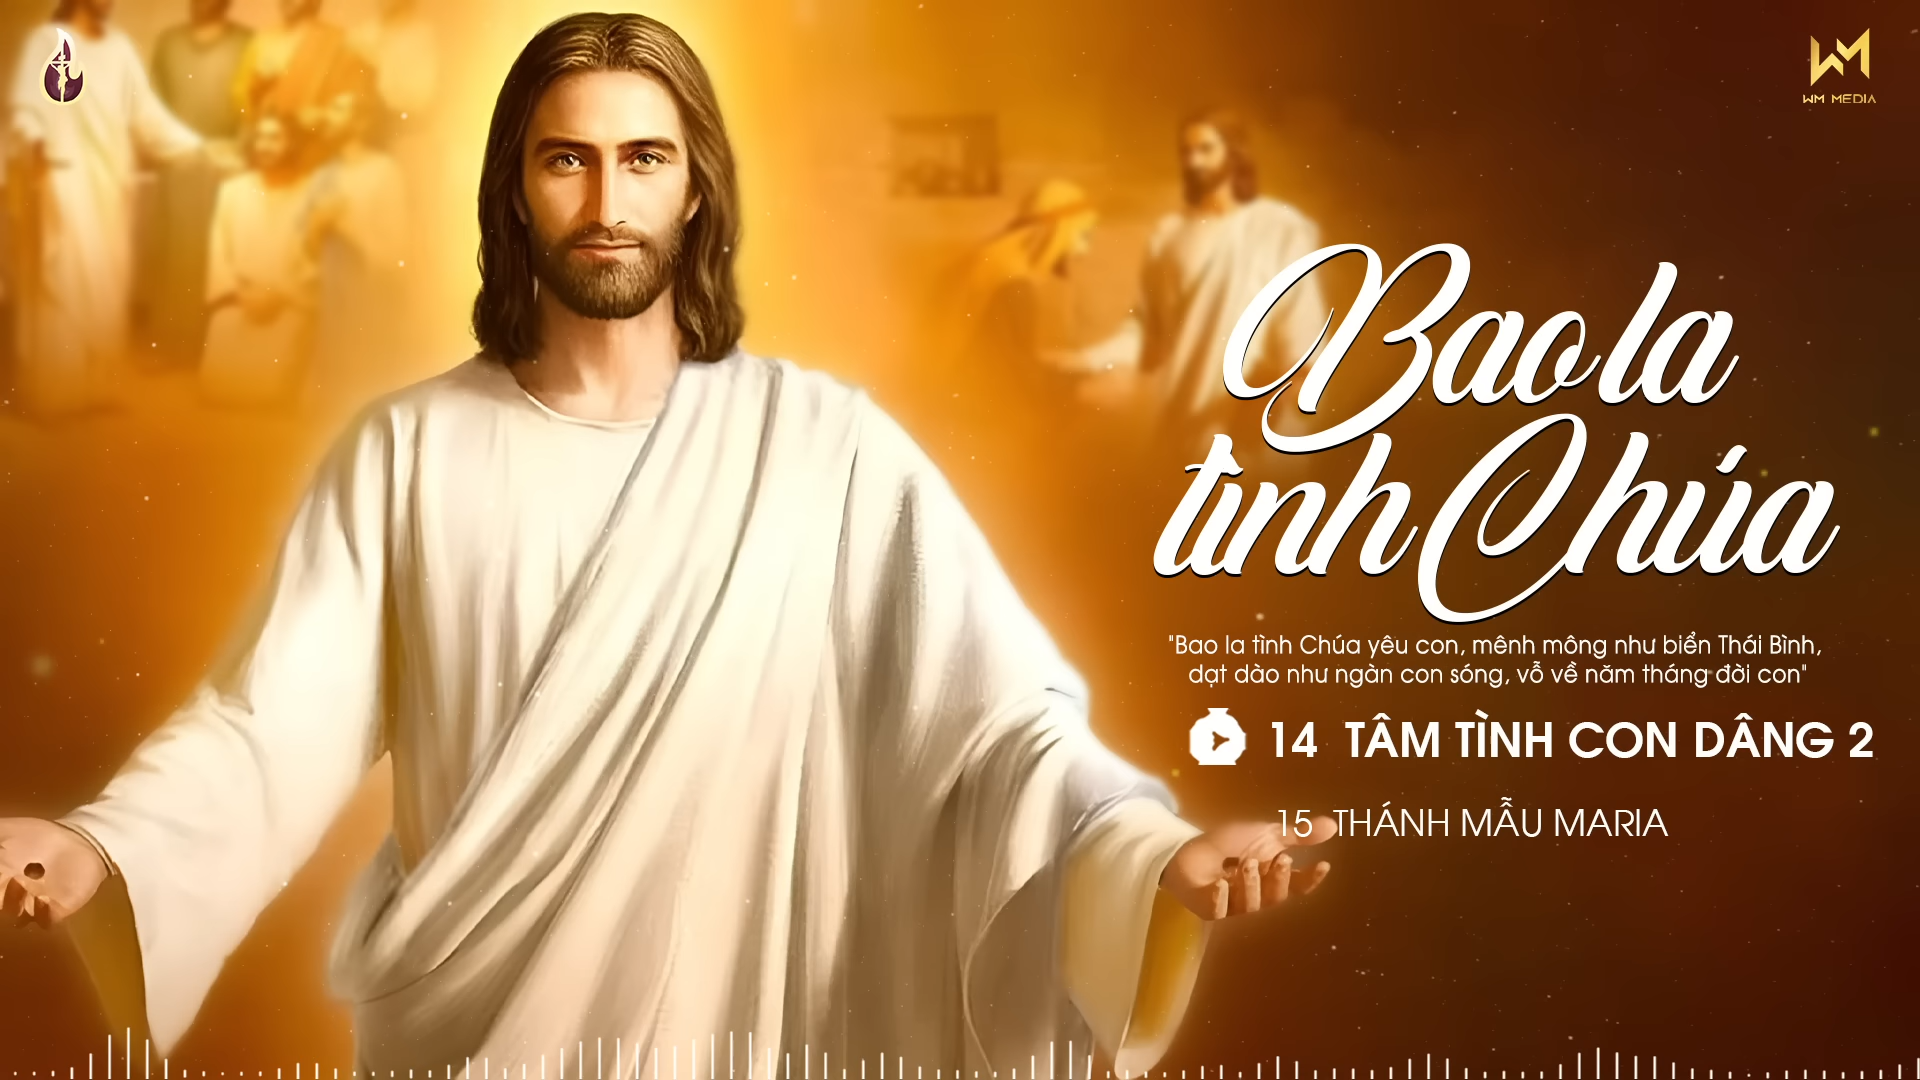 WM MEDIA
Bao la
tình Chúa
"Bao la tình Chúa yêu con, mênh mông như biển Thái Bình,
dạt dào như ngàn con sóng, vỗ về năm tháng đời con"
14 TÂM TÌNH CON DÂNG 2
15 THÁNH MẪU MARIA